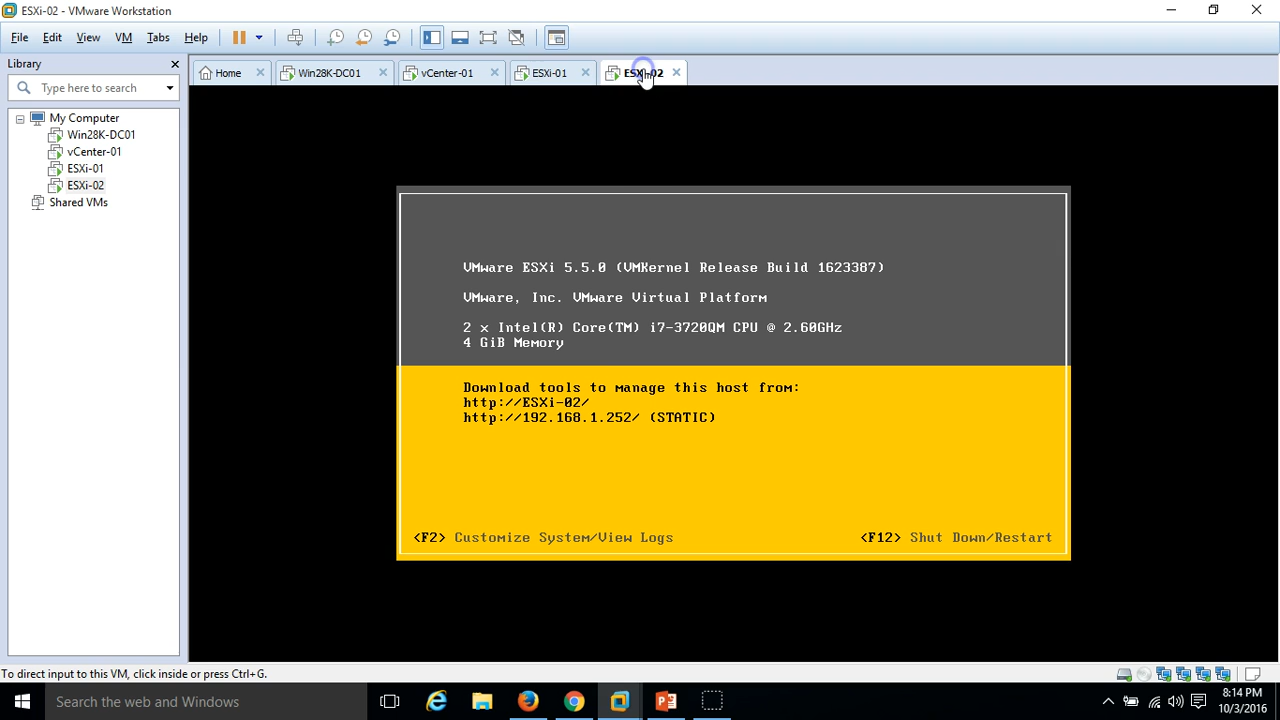 ESXi-02 - VMware Workstation
File Edit View VM Tabs Help
Library
Type here to search
My Computer
Win28K-DC01
vCenter-01
ESXi-01
ESXi-02
Shared VMs
Home
Win28K-DC01
vCenter-01
ESXi-01
ESXi-02
VMware ESXi 5.5.0 (VMKernel Release Build 1623387)
VMware, Inc. VMware Virtual Platform
2 x Intel(R) Core(TM) i7-3720QM CPU @ 2.60GHz
4 GiB Memory
Download tools to manage this host from:
http://ESXi-02/
http://192.168.1.252/ (STATIC)
<F2> Customize System/View Logs
<F12> Shut Down/Restart
To direct input to this VM, click inside or press Ctrl+G.
Search the web and Windows
8:14 PM
10/3/2016